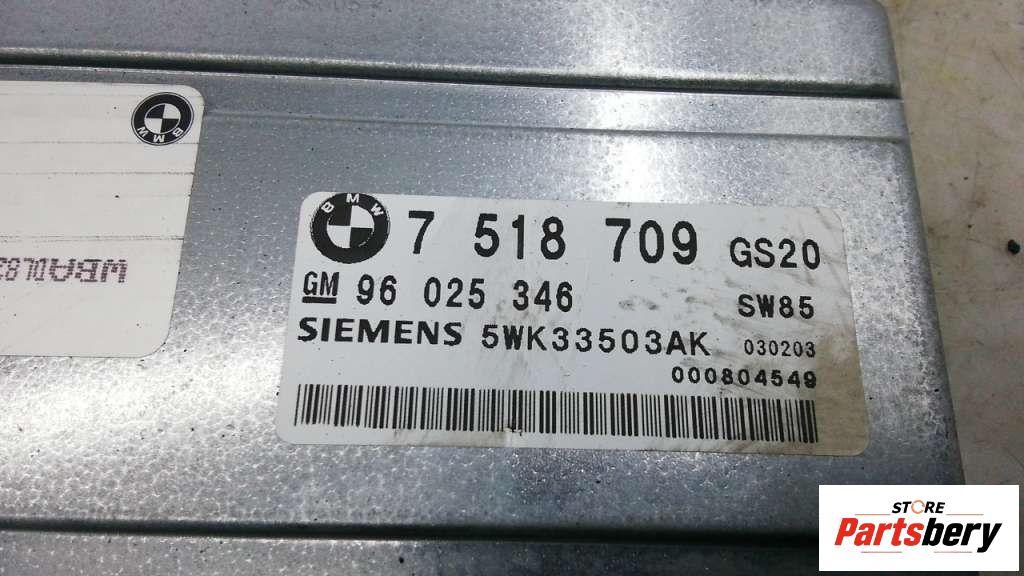 BMW
BMW 7 518 709 GS20
GM 96 025 346 SW85
SIEMENS 5WK33503AK 030203
000804549
STORE
Partsbery